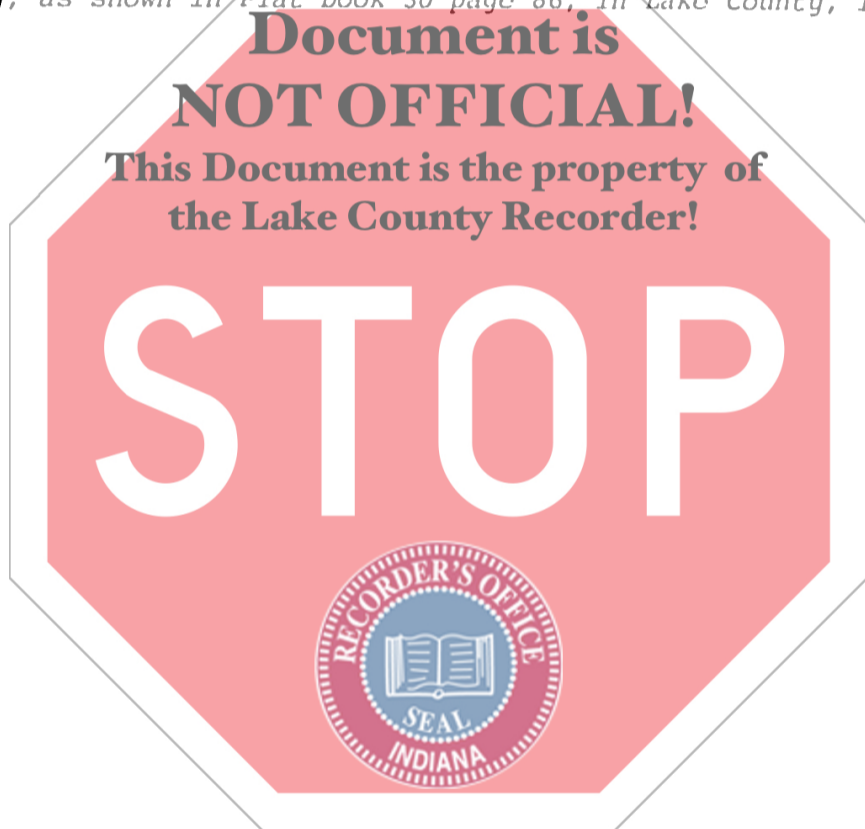 as shown in Plat Book 30 page 86, in Lake County,
Document is
NOT OFFICIAL!
This Document is the property of
the Lake County Recorder!
STOP
RECORDER'S OFFICE
SEAL
INDIANA